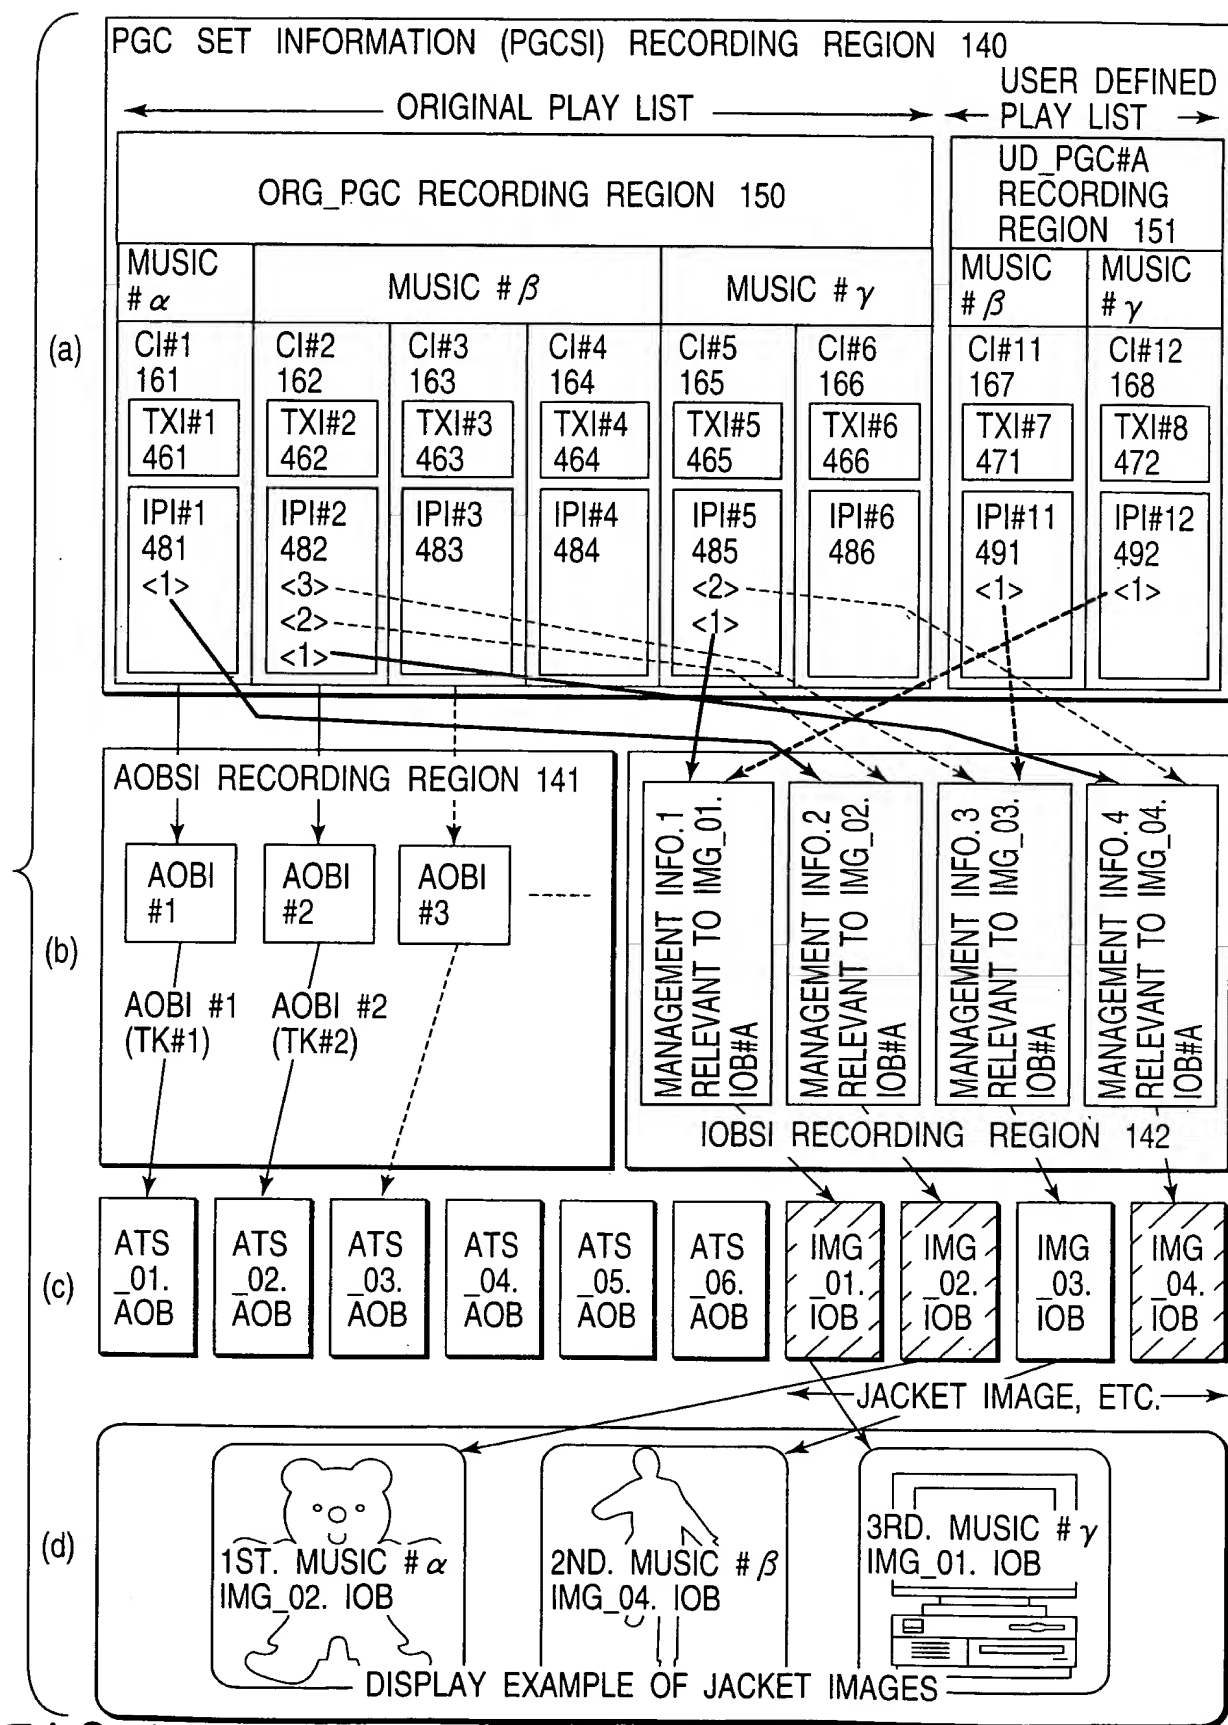 PGC SET INFORMATION (PGCSI) RECORDING REGION 140
ORIGINAL PLAY LIST
USER DEFINED
PLAY LIST
ORG_PGC RECORDING REGION 150
UD_PGC#A
RECORDING
REGION 151
MUSIC
#α
MUSIC #β
MUSIC #γ
MUSIC
#β
MUSIC
#γ
(a)
CI#1
161
CI#2
162
CI#3
163
CI#4
164
CI#5
165
CI#6
166
CI#11
167
CI#12
168
TXI#1
461
TXI#2
462
TXI#3
463
TXI#4
464
TXI#5
465
TXI#6
466
TXI#7
471
TXI#8
472
IPI#1
481
<1>
IPI#2
482
<3>
<2>
<1>
IPI#3
483
IPI#4
484
IPI#5
485
<2>
<1>
IPI#6
486
IPI#11
491
<1>
IPI#12
492
<1>
(b)
AOBSI RECORDING REGION 141
AOBI
#1
AOBI
#2
AOBI
#3
AOBI #1
(TK#1)
AOBI #2
(TK#2)
MANAGEMENT INFO.1
RELEVANT TO IMG_01.
IOB#A
MANAGEMENT INFO.2
RELEVANT TO IMG_02.
IOB#A
MANAGEMENT INFO.3
RELEVANT TO IMG_03.
IOB#A
MANAGEMENT INFO.4
RELEVANT TO IMG_04.
IOB#A
IOBSI RECORDING REGION 142
(c)
ATS
_01.
AOB
ATS
_02.
AOB
ATS
_03.
AOB
ATS
_04.
AOB
ATS
_05.
AOB
ATS
_06.
AOB
IMG
_01.
IOB
IMG
_02.
IOB
IMG
_03.
IOB
IMG
_04.
IOB
JACKET IMAGE, ETC.
(d)
1ST. MUSIC #α
IMG_02. IOB
2ND. MUSIC #β
IMG_04. IOB
3RD. MUSIC #γ
IMG_01. IOB
DISPLAY EXAMPLE OF JACKET IMAGES